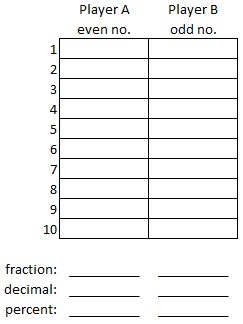 Player A Player B
even no. odd no.
1
2
3
4
5
6
7
8
9
10
fraction:
decimal:
percent: